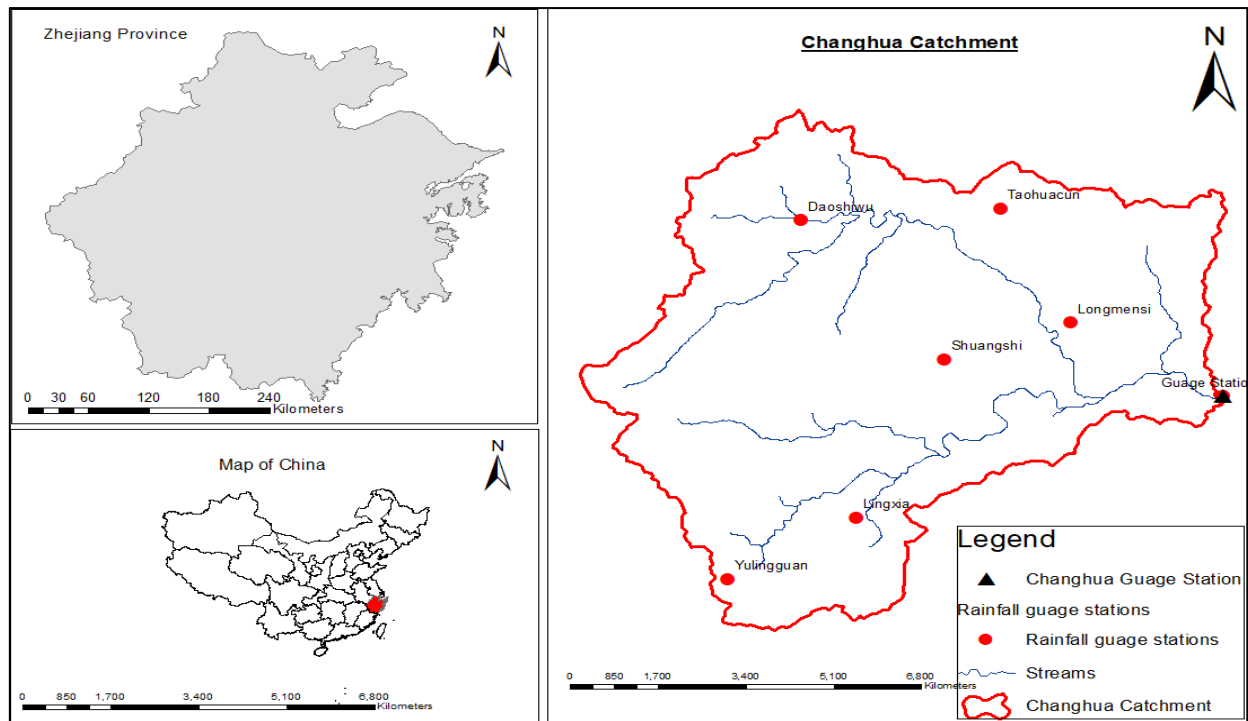 Zhejiang Province
N
0 30 60 120 180 240
Kilometers
Map of China
N
0 850 1,700 3,400 5,100 6,800
Kilometers
Changhua Catchment
N
Daoshiwu
Taohuacun
Longmensi
Shuangshi
Guage Statio
Lingxia
Yulingguan
0 850 1,700 3,400 5,100 6,800
Kilometers
Legend
Changhua Guage Station
Rainfall guage stations
Rainfall guage stations
Streams
Changhua Catchment